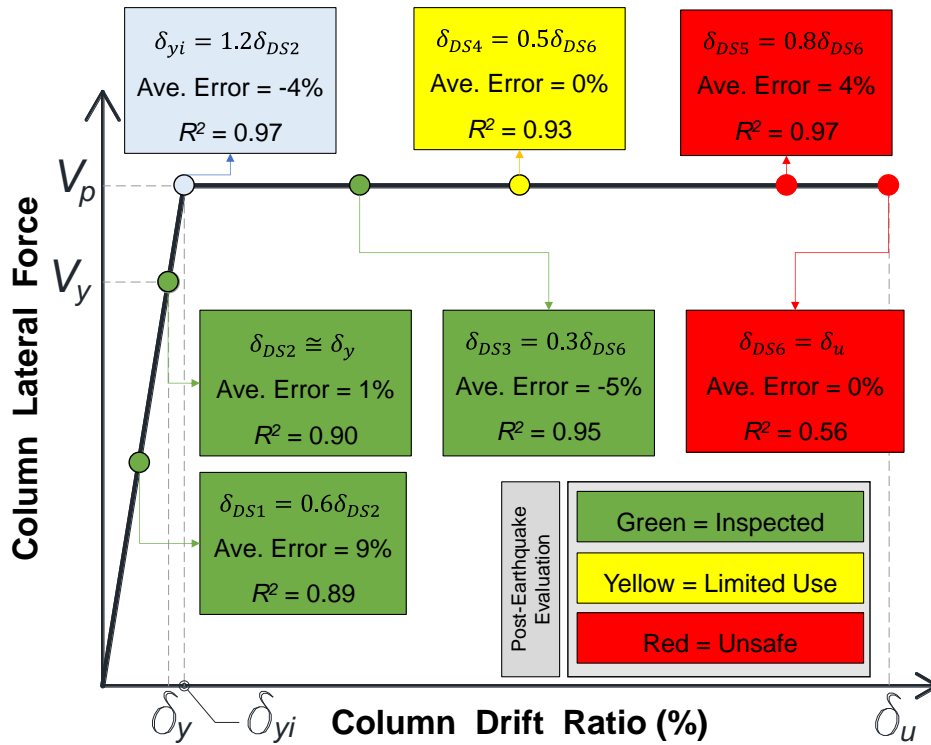 δyi = 1.2δDS2
Ave. Error = -4%
R² = 0.97
δDS4 = 0.5δDS6
Ave. Error = 0%
R² = 0.93
δDS5 = 0.8δDS6
Ave. Error = 4%
R² = 0.97
Vp
Vy
Column Lateral Force
δDS2 ≅ δy
Ave. Error = 1%
R² = 0.90
δDS3 = 0.3δDS6
Ave. Error = -5%
R² = 0.95
δDS6 = δu
Ave. Error = 0%
R² = 0.56
δDS1 = 0.6δDS2
Ave. Error = 9%
R² = 0.89
Post-Earthquake
Evaluation
Green = Inspected
Yellow = Limited Use
Red = Unsafe
δy
δyi
Column Drift Ratio (%)
δu